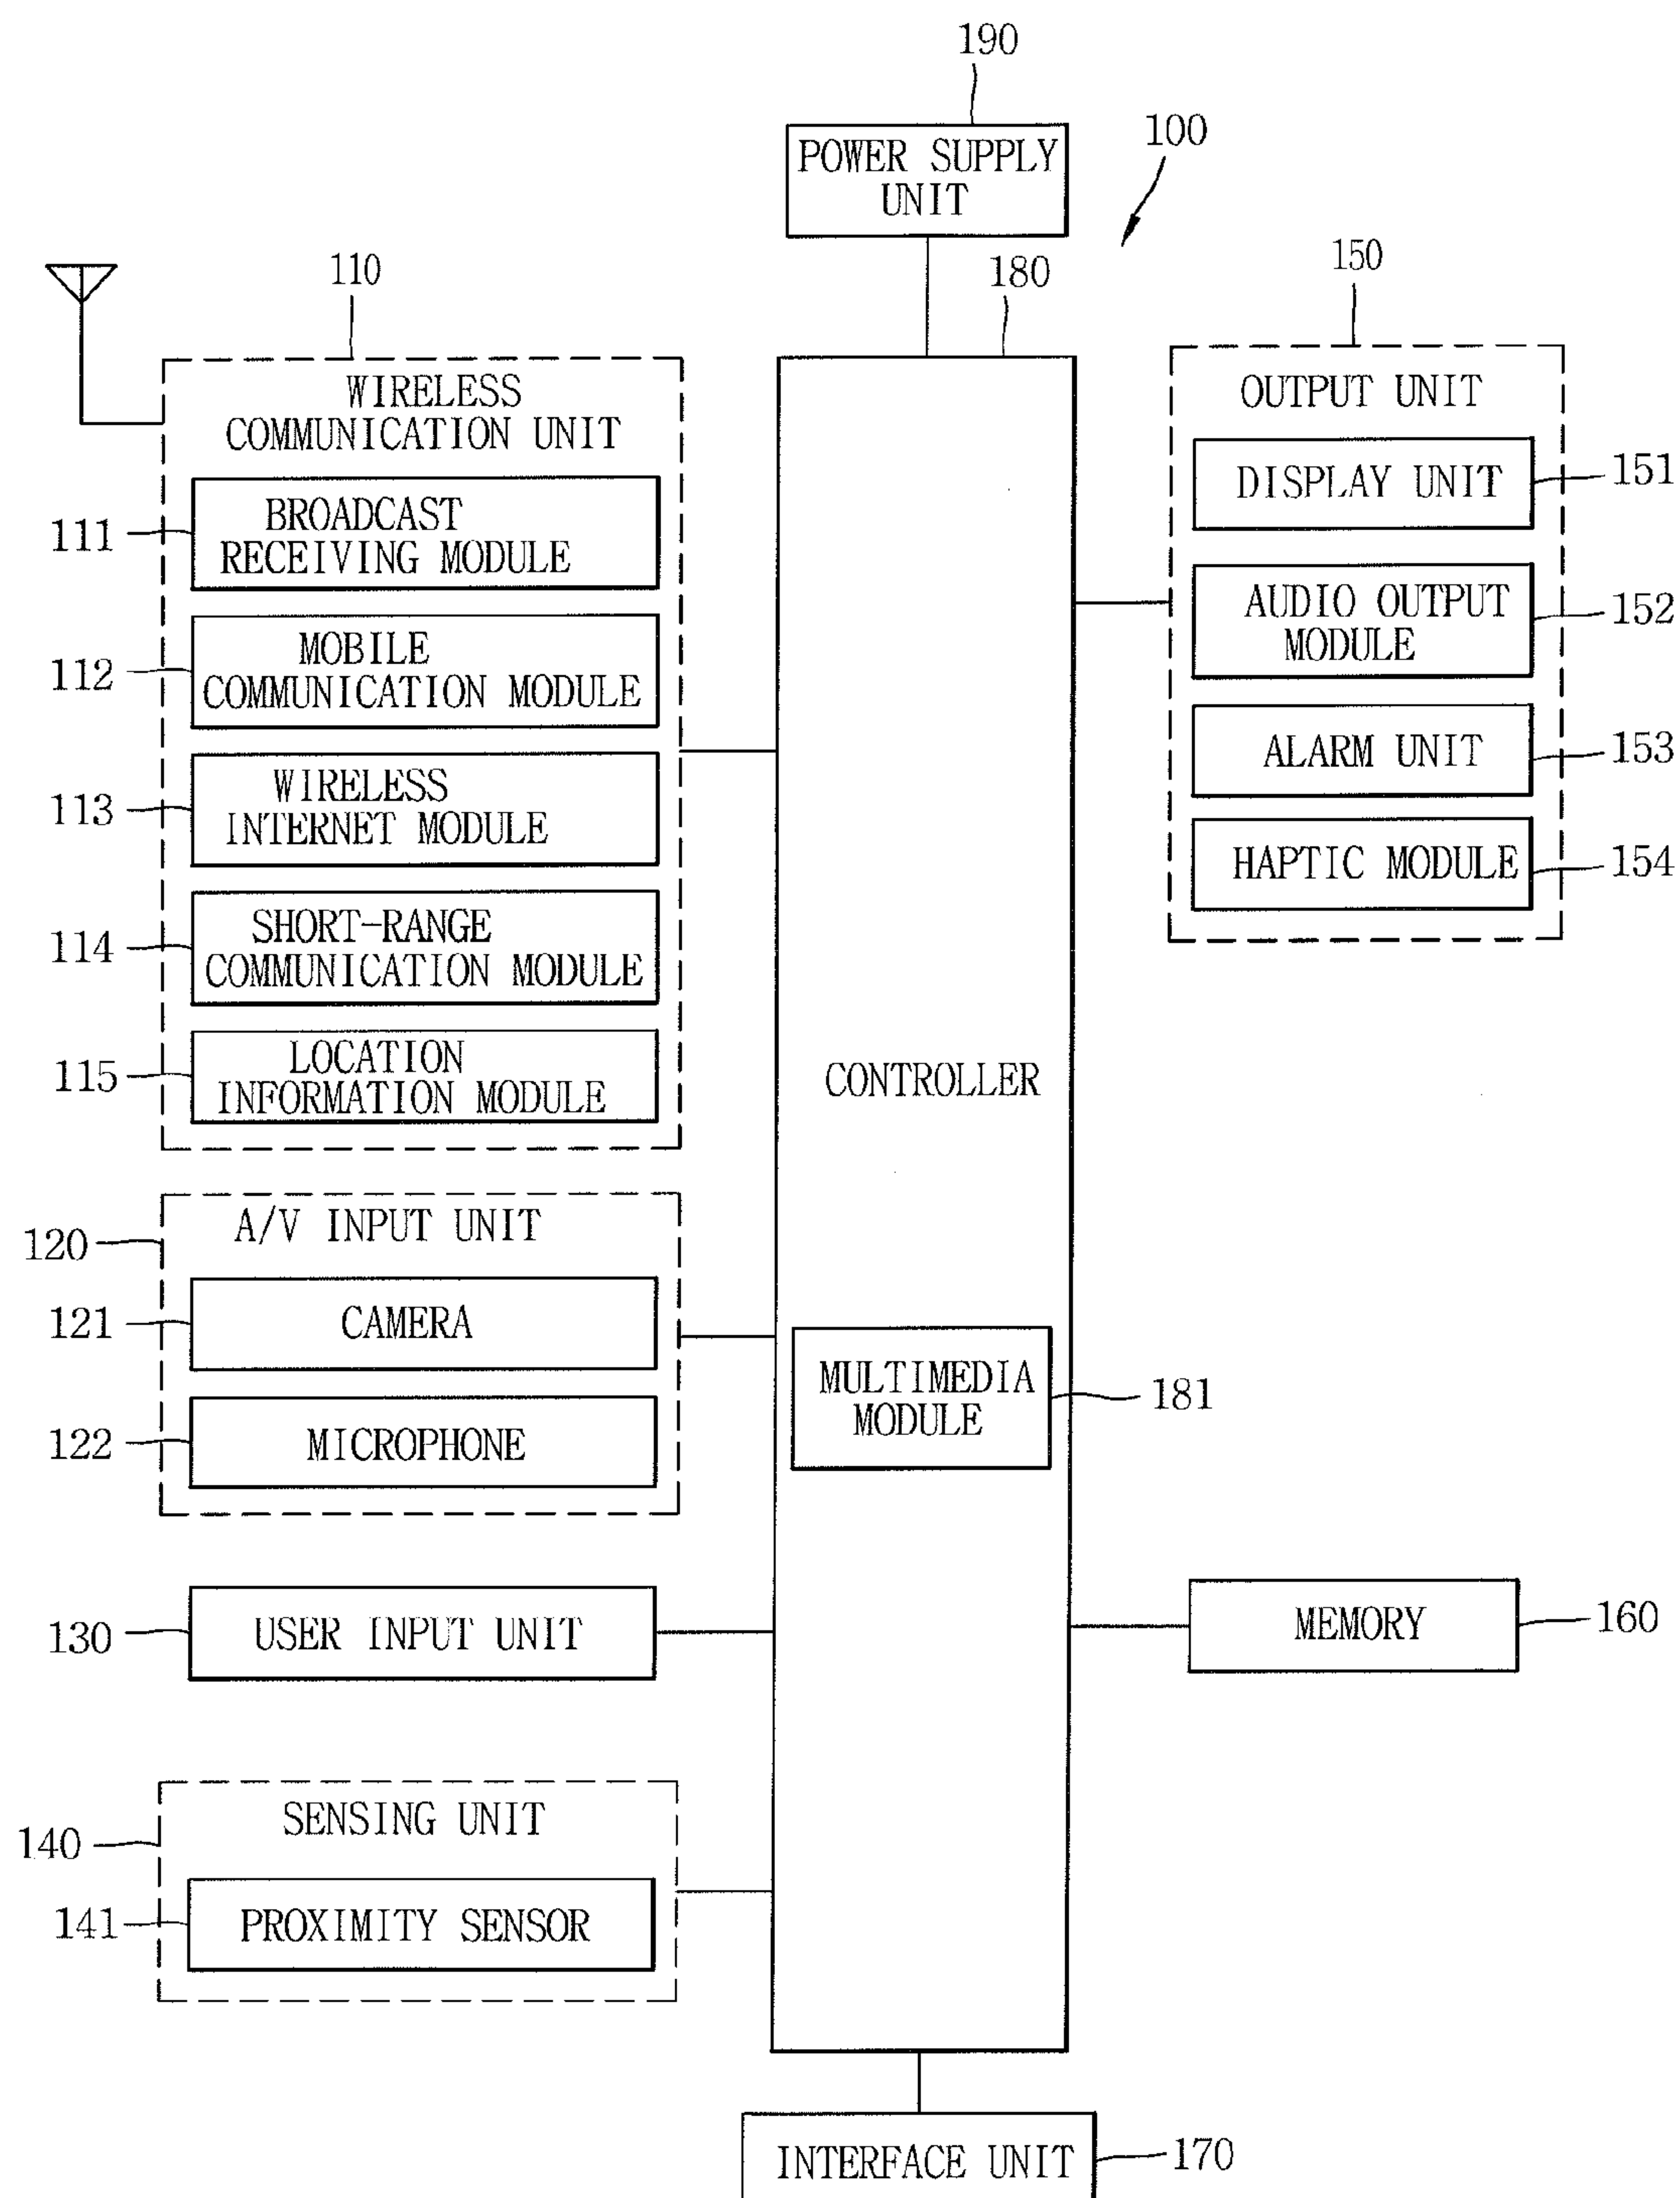 190
POWER SUPPLY
UNIT
100
110
180
150
WIRELESS
COMMUNICATION UNIT
111
BROADCAST
RECEIVING MODULE
112
MOBILE
COMMUNICATION MODULE
113
WIRELESS
INTERNET MODULE
114
SHORT-RANGE
COMMUNICATION MODULE
115
LOCATION
INFORMATION MODULE
120
A/V INPUT UNIT
121
CAMERA
122
MICROPHONE
130
USER INPUT UNIT
140
SENSING UNIT
141
PROXIMITY SENSOR
CONTROLLER
MULTIMEDIA
MODULE
181
OUTPUT UNIT
DISPLAY UNIT
151
AUDIO OUTPUT
MODULE
152
ALARM UNIT
153
HAPTIC MODULE
154
MEMORY
160
INTERFACE UNIT
170